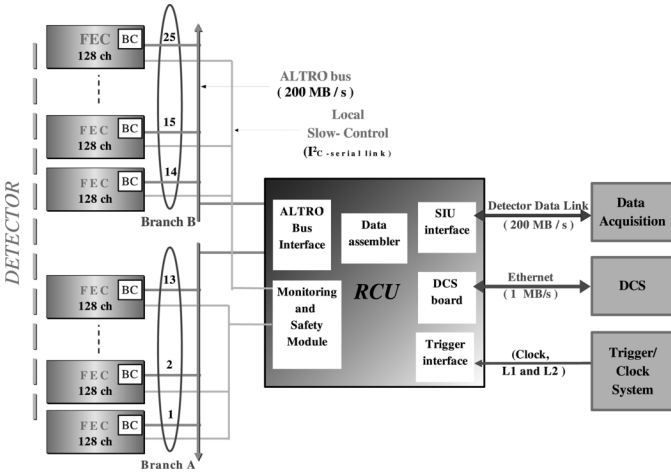 DETECTOR
FEC
BC
128 ch
25
FEC
BC
128 ch
15
FEC
BC
128 ch
14
Branch B
FEC
BC
128 ch
13
FEC
BC
128 ch
2
FEC
BC
128 ch
1
Branch A
ALTRO bus
(200 MB / s)
Local
Slow- Control
(I²C -serial link)
ALTRO
Bus
Interface
Data
assembler
SIU
interface
RCU
Monitoring
and
Safety
Module
DCS
board
Trigger
interface
Detector Data Link
( 200 MB / s )
Ethernet
( 1 MB/s )
(Clock,
L1 and L2 )
Data
Acquisition
DCS
Trigger/
Clock
System